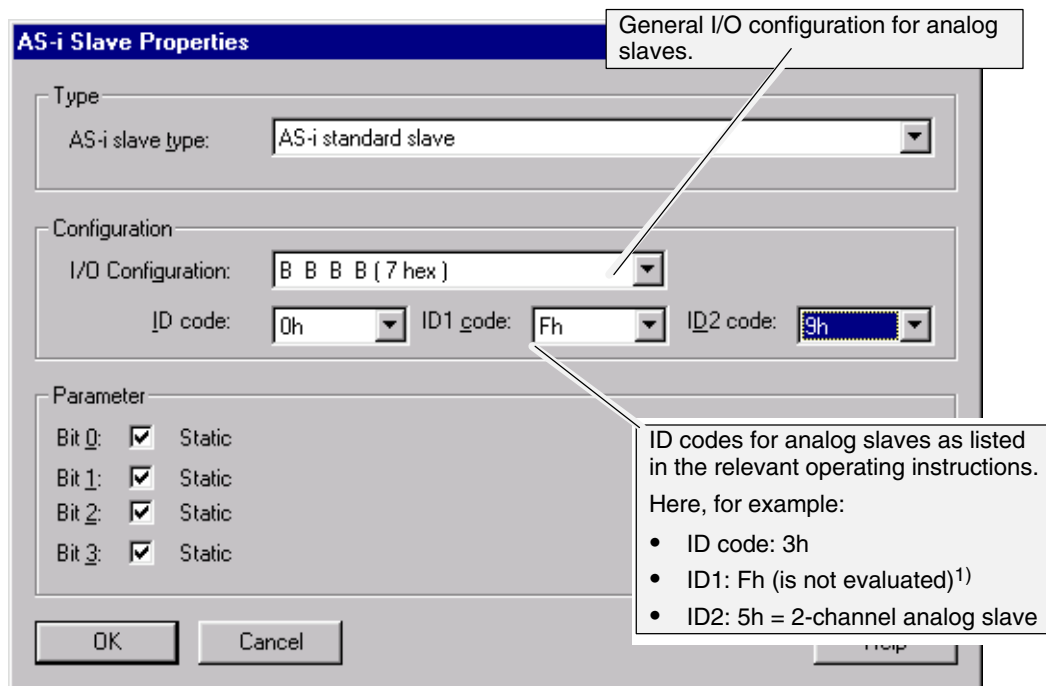 General I/O configuration for analog
slaves.
AS-i Slave Properties
Type
AS-i slave type: AS-i standard slave
Configuration
I/O Configuration: B B B B ( 7 hex )
ID code: 0h ID1 code: Fh ID2 code: 9h
Parameter
Bit 0: Static
Bit 1: Static
Bit 2: Static
Bit 3: Static
ID codes for analog slaves as listed
in the relevant operating instructions.
Here, for example:
• ID code: 3h
• ID1: Fh (is not evaluated)1)
• ID2: 5h = 2-channel analog slave
OK Cancel